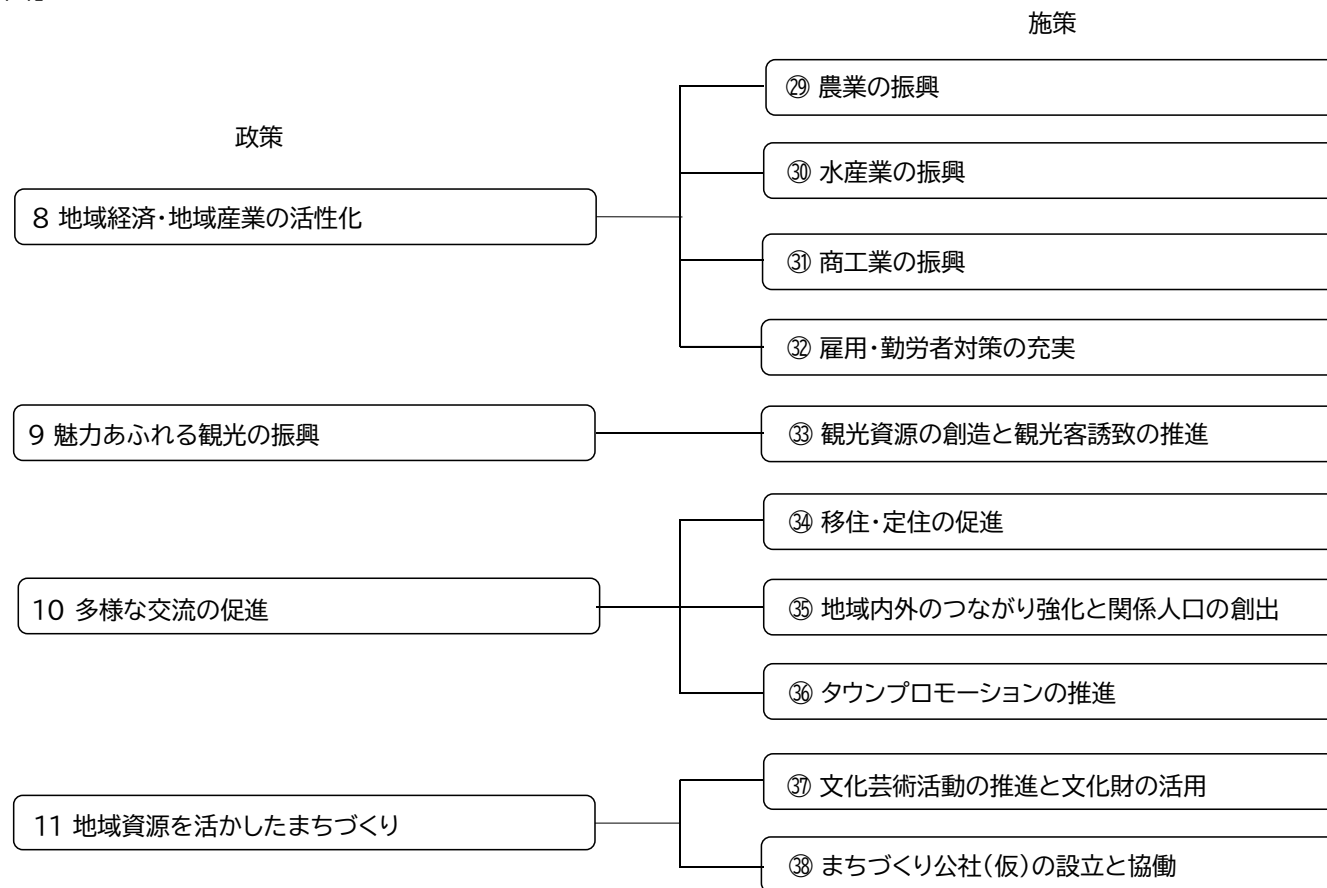 施策
政策
8 地域経済・地域産業の活性化
㉙ 農業の振興
㉚ 水産業の振興
㉛ 商工業の振興
㉜ 雇用・勤労者対策の充実
9 魅力あふれる観光の振興
㉝ 観光資源の創造と観光客誘致の推進
10 多様な交流の促進
㉞ 移住・定住の促進
㉟ 地域内外のつながり強化と関係人口の創出
㊱ タウンプロモーションの推進
11 地域資源を活かしたまちづくり
㊲ 文化芸術活動の推進と文化財の活用
㊳ まちづくり公社(仮)の設立と協働